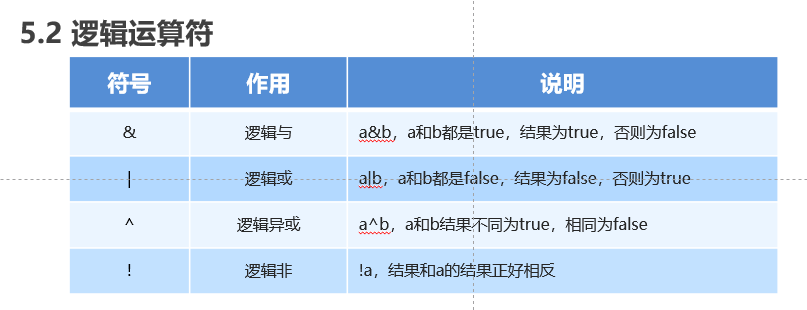 5.2 逻辑运算符
符号 作用 说明
& 逻辑与 a&b，a和b都是true，结果为true，否则为false
| 逻辑或 a|b，a和b都是false，结果为false，否则为true
^ 逻辑异或 a^b，a和b结果不同为true，相同为false
! 逻辑非 !a，结果和a的结果正好相反